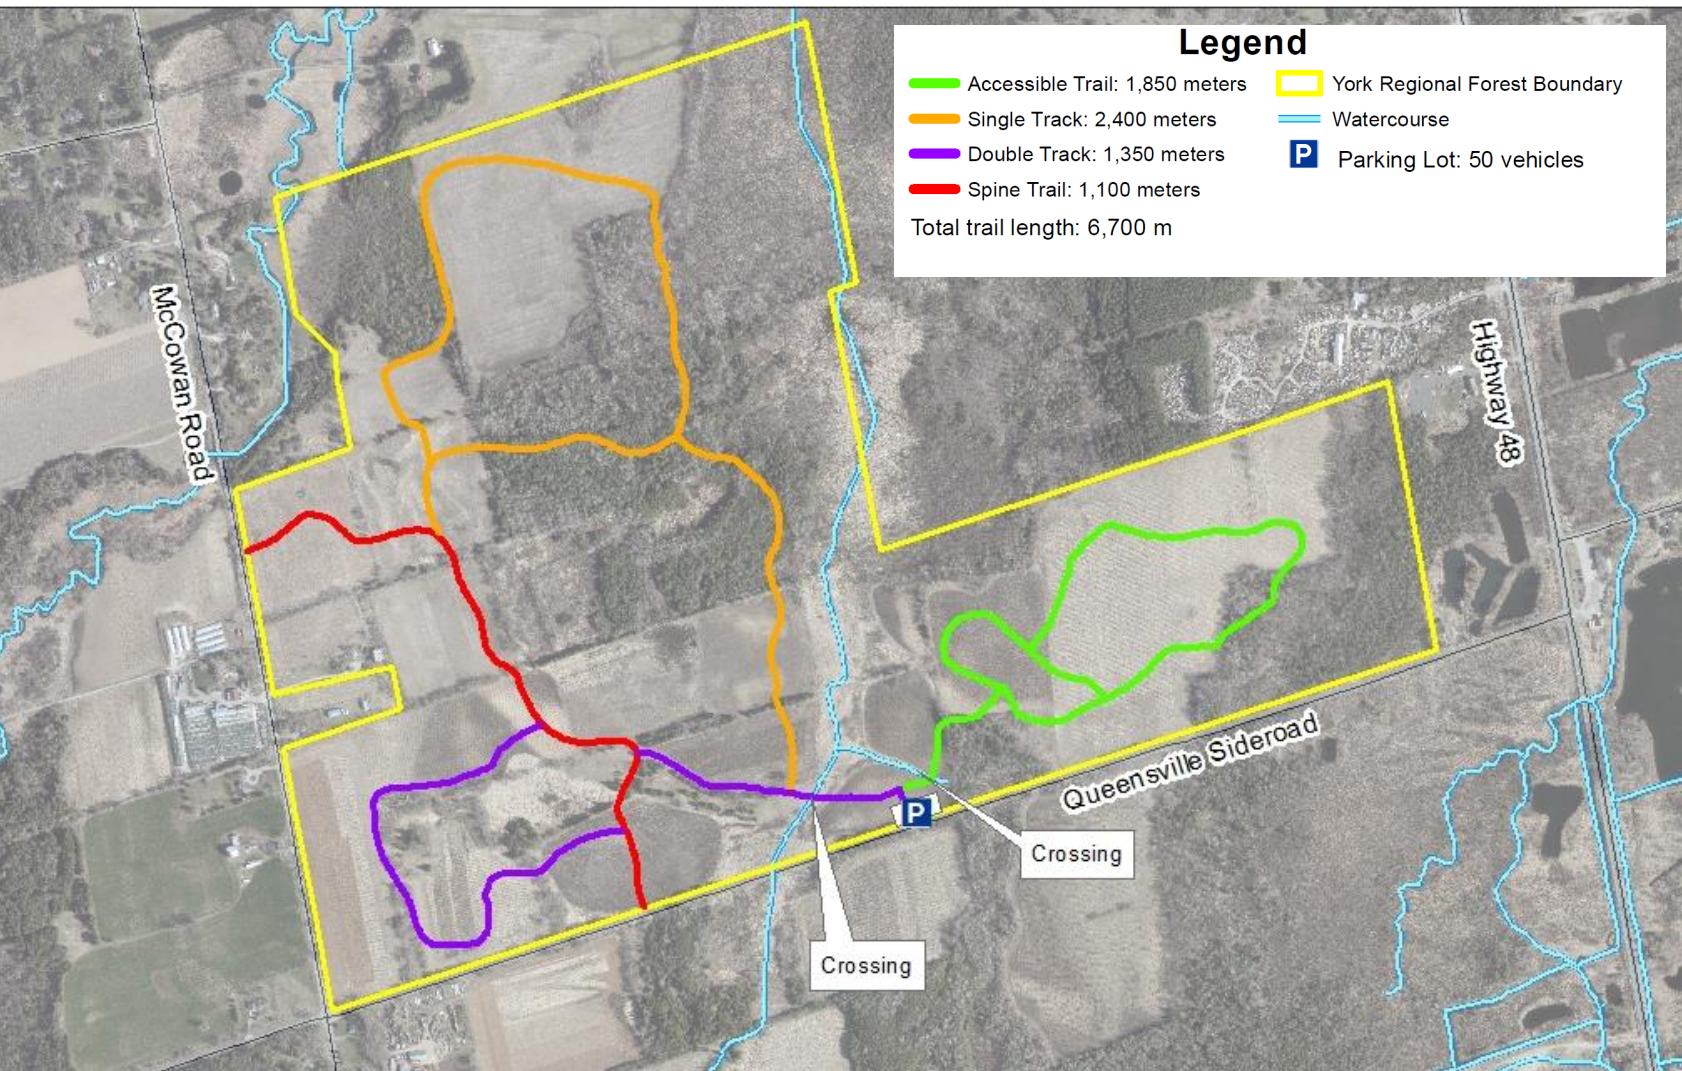 Legend
Accessible Trail: 1,850 meters
Single Track: 2,400 meters
Double Track: 1,350 meters
Spine Trail: 1,100 meters
Total trail length: 6,700 m
York Regional Forest Boundary
Watercourse
P Parking Lot: 50 vehicles
McCowan Road
Highway 48
Queensville Sideroad
P
Crossing
Crossing